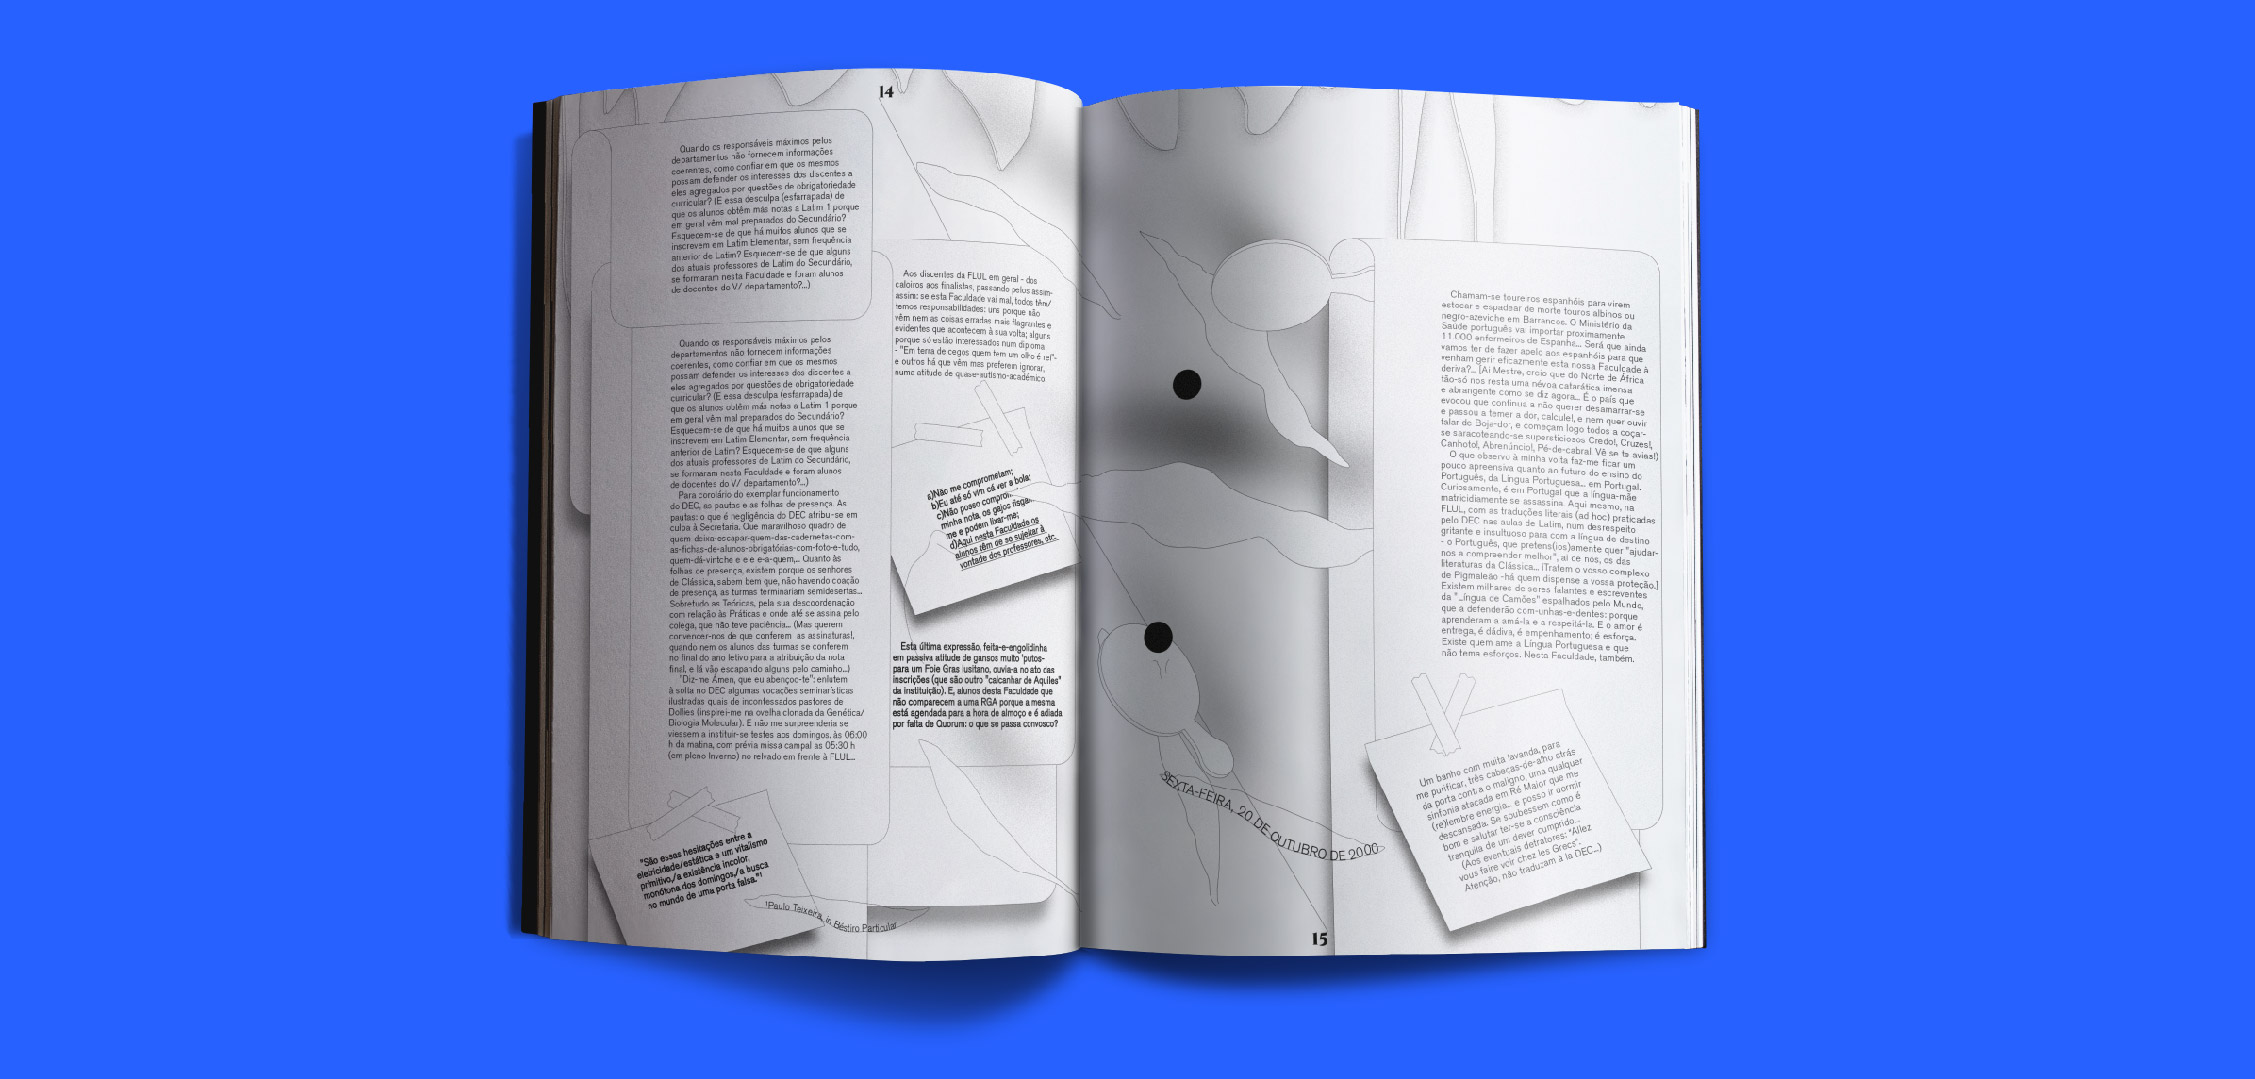 14
Quando os responsáveis máximos pelos
departamentos não fornecem informações
coerentes, como confiar em que os mesmos
possam defender os interesses dos discentes a
eles agregados por questões de obrigatoriedade
curricular? (E essa desculpa (esfarrapada) de
que os alunos obtêm más notas a Latim 1 porque
em geral vêm mal preparados do Secundário?
Esquecem-se de que há muitos alunos que se
inscrevem em Latim Elementar, sem frequência
anterior de Latim? Esquecem-se de que alguns
dos atuais professores de Latim do Secundário,
se formaram nesta Faculdade e foram alunos
de docentes do V/ departamento?...)
Quando os responsáveis máximos pelos
departamentos não fornecem informações
coerentes, como confiar em que os mesmos
possam defender os interesses dos discentes a
eles agregados por questões de obrigatoriedade
curricular? (E essa desculpa (esfarrapada) de
que os alunos obtêm más notas a Latim 1 porque
em geral vêm mal preparados do Secundário?
Esquecem-se de que há muitos alunos que se
inscrevem em Latim Elementar, sem frequência
anterior de Latim? Esquecem-se de que alguns
dos atuais professores de Latim do Secundário,
se formaram nesta Faculdade e foram alunos
de docentes do V/ departamento?...)
Para corolário do exemplar funcionamento
do DEC, as pautas e as folhas de presença. As
pautas: o que é negligência do DEC atribu-se em
culpa à Secretaria. Que maravilhoso quadro de
quem-deixa-escapar-quem-das-cadernetas-com-
as-fichas-de-alunos-obrigatórias-com-foto-e-tudo,
quem-dá-vinte e e-a-quem,... Quanto às
folhas de presença, existem porque os senhores
de Clássica, sabem bem que, não havendo coação
de presença, as turmas terminariam semidesertas...
Sobretudo as Teóricas, pela sua descoordenação
com relação às Práticas e onde até se assina pelo
colega, que não teve paciência... (Mas querem
convencer-nos de que conferem as assinaturas!,
quando nem os alunos das turmas se conferem
no final do ano letivo para a atribuição da nota
final, e lá vão escapando alguns pelo caminho...)
"Diz-me Ámen, que eu abençoo-te": existem
à solta no DEC algumas vocações seminarísticas
ilustradas quais de incontessados pastores de
Dollies (inspirei-me na ovelha clonada da Genética/
Biologia Molecular). E não me surpreenderia se
viessem a instituir-se testes aos domingos, às 06:00
h da matina, com prévia missa campal às 05:30 h
(em pleno Inverno) no relvado em frente à FLUL...
"São essas hesitações entre a
eletricidade/estética e um vitalismo
primitivo,/a existência incolor,
monótona dos domingos,/a busca
no mundo de uma porta falsa."¹
¹Paulo Teixeira, in Béstiro Particular
Aos discentes da FLUL em geral - dos
caloiros aos finalistas, passando pelos assim-
assim: se esta Faculdade vai mal, todos têm/
temos responsabilidades: uns porque não
vêm nem as coisas erradas mais flagrantes e
evidentes que acontecem à sua volta; alguns
porque só estão interessados num diploma
- "Em terra de cegos quem tem um olho é rei"-
e outros há que vêm mas preferem ignorar,
numa atitude de quase-autismo-académico
a)Não me comprometam;
b)Eu até só vim cá ver a bola;
c)Não posso comprom
minha nota, os gajos fisgam-
me e podem lixar-me;
d)Aqui nesta Faculdade os
alunos têm de se sujeitar à
vontade dos professores, etc.
Esta última expressão, feita-e-engolidinha
em passiva atitude de gansos muito 'putos-
para um Foie Gras lusitano, ouvia-a no ato das
inscrições (que são outro "calcanhar de Aquiles"
da instituição). E, alunos desta Faculdade que
não comparecem a uma RGA porque a mesma
está agendada para a hora de almoço e é adiada
por falta de Quorum: o que se passa convosco?
SEXTA-FEIRA, 20 DE OUTUBRO DE 2000
15
Chamam-se toureiros espanhóis para virem
estocar e espadear de morte touros albinos ou
negro-azeviche em Barrancos. O Ministério da
Saúde português vai importar proximamente
11.000 enfermeiros de Espanha... Será que ainda
vamos ter de fazer apelo aos espanhóis para que
venham gerir eficazmente esta nossa Faculdade à
deriva?... [Ai Mestre, creio que do Norte de África
tão-só nos resta uma névoa catarática imensa
e abrangente como se diz agora... É o país que
evocou que continua a não querer desamarrar-se
e passou a temer a dor, calcule!, e nem quer ouvir
falar do Boja-dor, e começam logo todos a coçar-
se saracoteando-se supersticiosos Credo!, Cruzes!,
Canhoto!, Abrenúncio!, Pé-de-cabra! Vê se te avias!]
O que observo à minha volta faz-me ficar um
pouco apreensiva quanto ao futuro do ensino do
Português, da Língua Portuguesa... em Portugal.
Curiosamente, é em Portugal que a língua-mãe
matricidiamente se assassina. Aqui mesmo, na
FLUL, com as traduções literais (ad hoc) praticadas
pelo DEC nas aulas de Latim, num desrespeito
gritante e insultuoso para com a língua de destino
- o Português, que pretens(ios)amente quer "ajudar-
nos a compreender melhor", ai de nós, os das
literaturas da Clássica... [Tratem o vosso complexo
de Pigmaleão -há quem dispense a vossa proteção.]
Existem milhares de seres falantes e escreventes
da "Língua de Camões" espalhados pelo Mundo,
que a defenderão com-unhas-e-dentes: porque
aprenderam a amá-la e a respeitá-la. E o amor é
entrega, é dádiva, é empenhamento; é esforço.
Existe quem ame a Língua Portuguesa e que
não tema esforços. Nesta Faculdade, também.
Um banho com muita lavanda, para
me purificar, três cabeças-de-alho atrás
da porta contra o maligno, uma qualquer
sinfonia atacada em Ré Maior que me
(re)lembre energia... e posso ir dormir
descansada. Se soubessem como é
bom e salutar ter-se a consciência
tranquila de um dever cumprido...
(Aos eventuais detratores: "Allez
vous faire voir chez les Grecs".
Atenção, não traduzam à la DEC...)